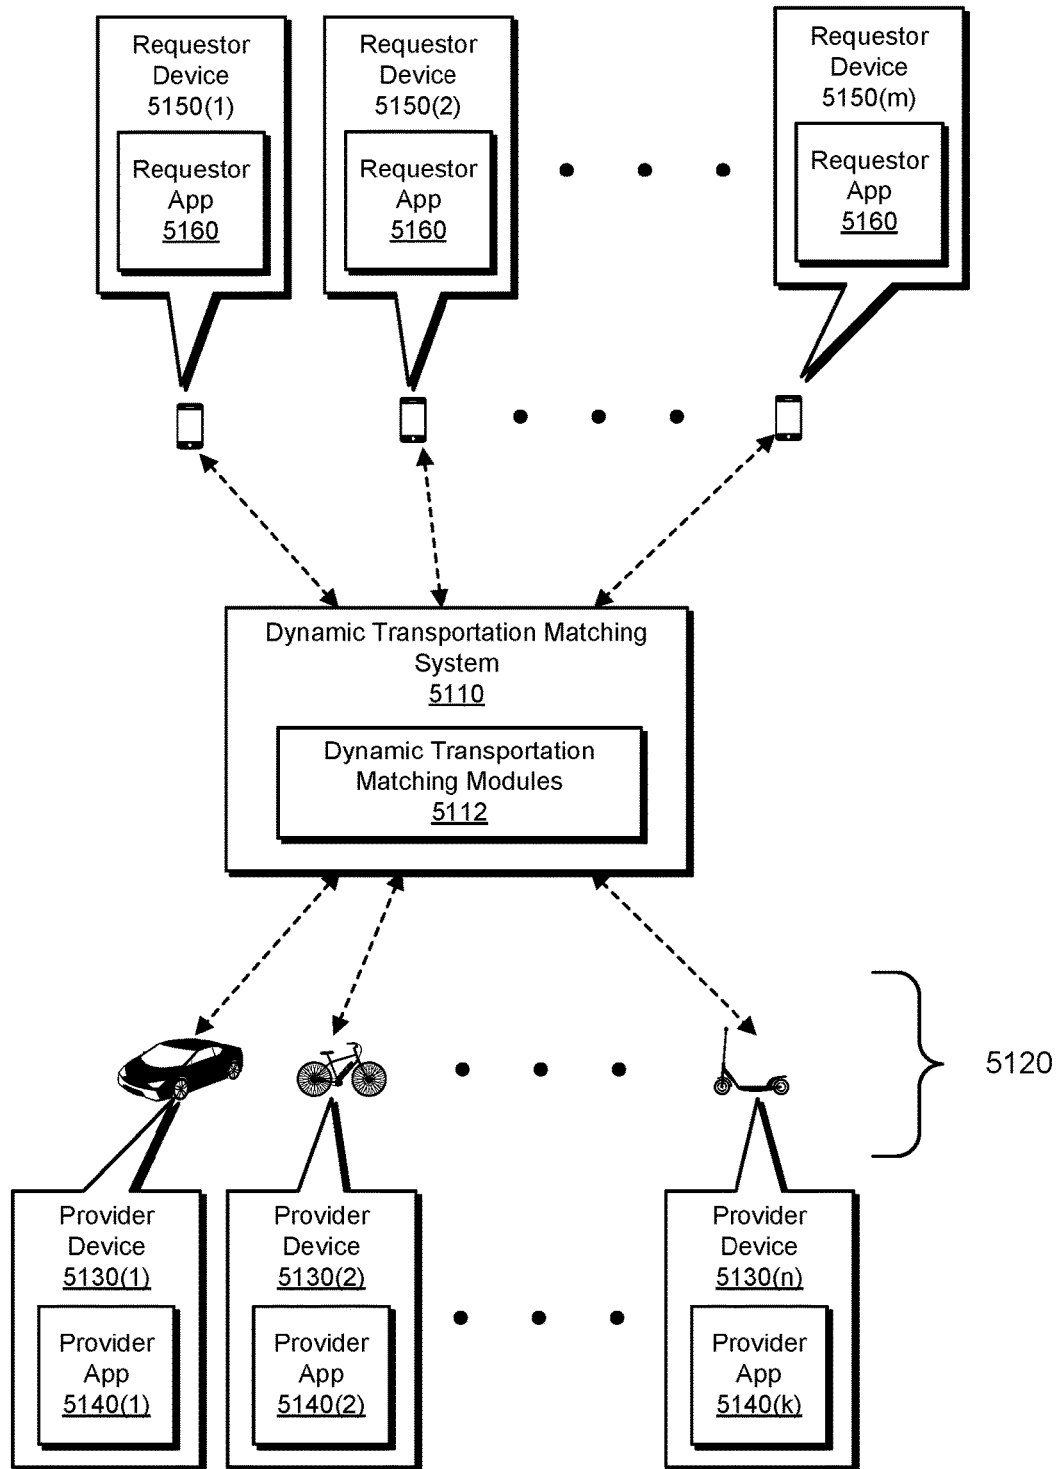 Requestor
Device
5150(1)
Requestor
App
5160
Requestor
Device
5150(2)
Requestor
App
5160
Requestor
Device
5150(m)
Requestor
App
5160
Dynamic Transportation Matching
System
5110
Dynamic Transportation
Matching Modules
5112
5120
Provider
Device
5130(1)
Provider
App
5140(1)
Provider
Device
5130(2)
Provider
App
5140(2)
Provider
Device
5130(n)
Provider
App
5140(k)